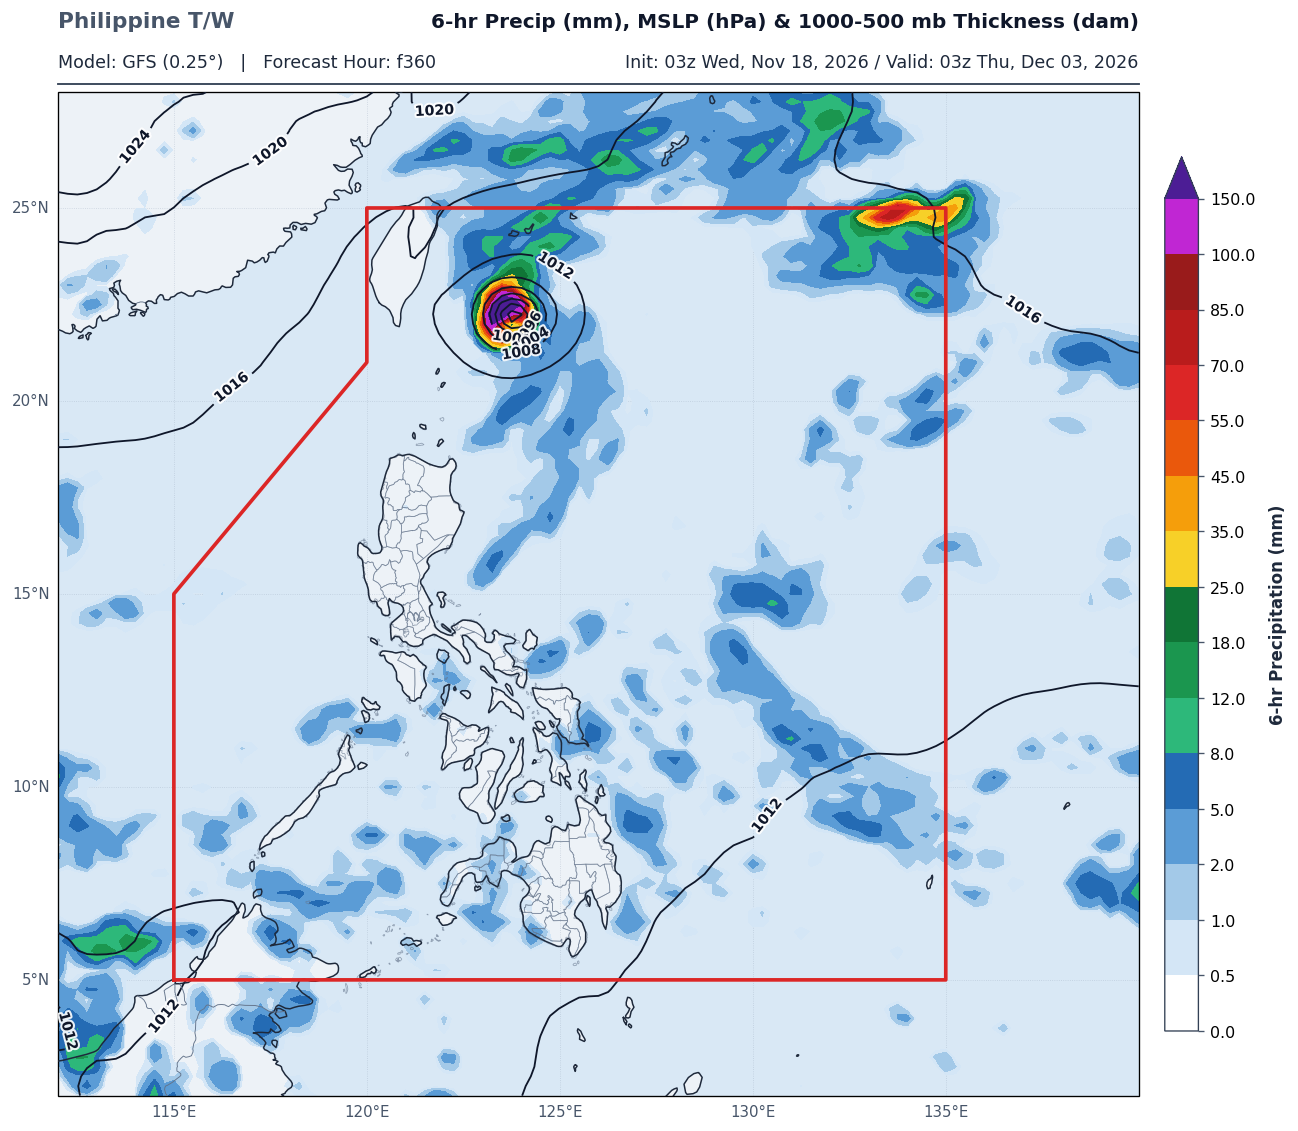 Philippine T/W
6-hr Precip (mm), MSLP (hPa) & 1000-500 mb Thickness (dam)
Model: GFS (0.25°) | Forecast Hour: f360
Init: 03z Wed, Nov 18, 2026 / Valid: 03z Thu, Dec 03, 2026
1020
1024
1020
1012
1016
1016
1004
1008
1012
1012
1012
25°N
20°N
15°N
10°N
5°N
115°E
120°E
125°E
130°E
135°E
150.0
100.0
85.0
70.0
55.0
45.0
35.0
25.0
18.0
12.0
8.0
5.0
2.0
1.0
0.5
0.0
6-hr Precipitation (mm)